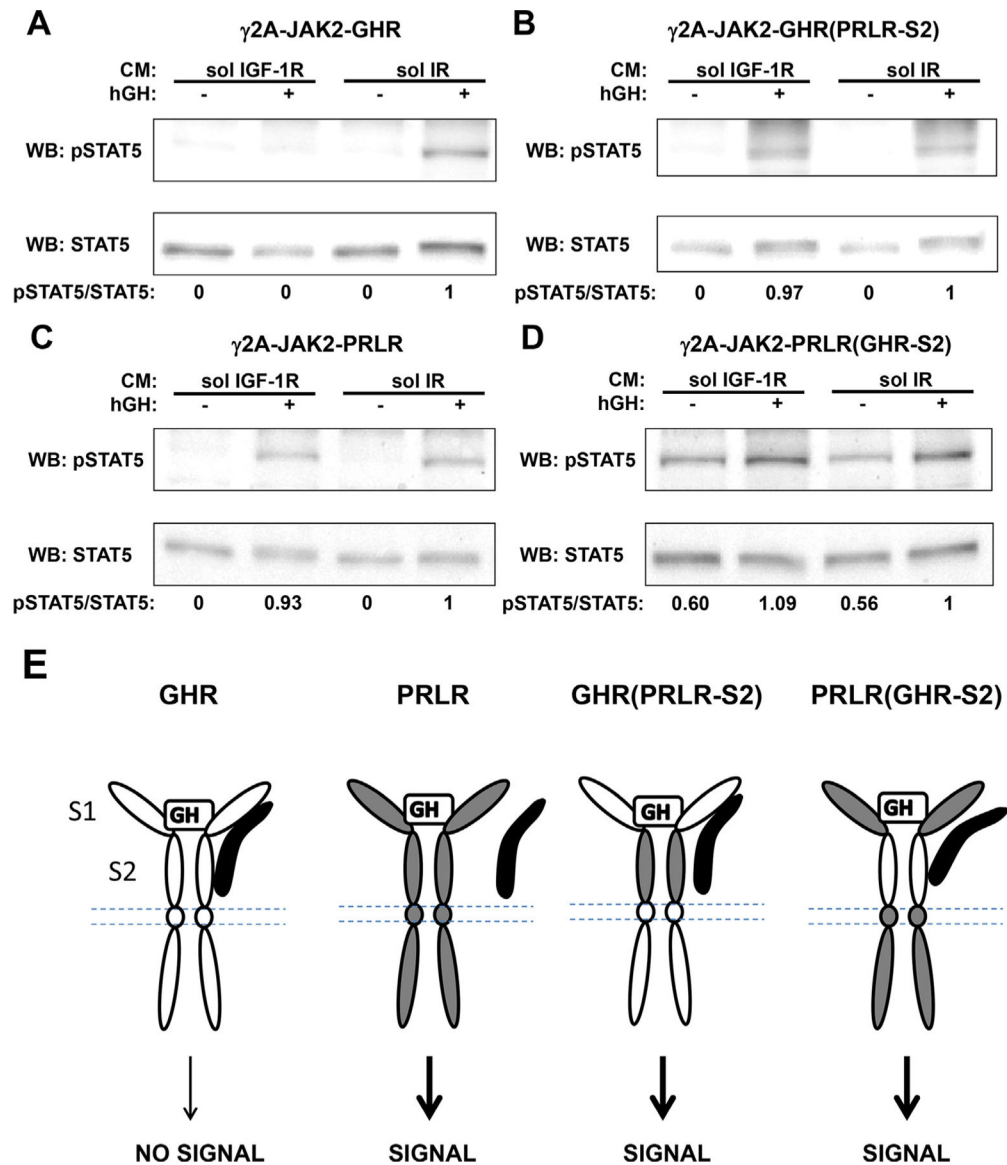 A
γ2A-JAK2-GHR
CM: sol IGF-1R sol IR
hGH: - + - +
WB: pSTAT5
WB: STAT5
pSTAT5/STAT5: 0 0 0 1
B
γ2A-JAK2-GHR(PRLR-S2)
CM: sol IGF-1R sol IR
hGH: - + - +
WB: pSTAT5
WB: STAT5
pSTAT5/STAT5: 0 0.97 0 1
C
γ2A-JAK2-PRLR
CM: sol IGF-1R sol IR
hGH: - + - +
WB: pSTAT5
WB: STAT5
pSTAT5/STAT5: 0 0.93 0 1
D
γ2A-JAK2-PRLR(GHR-S2)
CM: sol IGF-1R sol IR
hGH: - + - +
WB: pSTAT5
WB: STAT5
pSTAT5/STAT5: 0.60 1.09 0.56 1
E
GHR PRLR GHR(PRLR-S2) PRLR(GHR-S2)
S1 GH GH GH GH
S2
NO SIGNAL SIGNAL SIGNAL SIGNAL